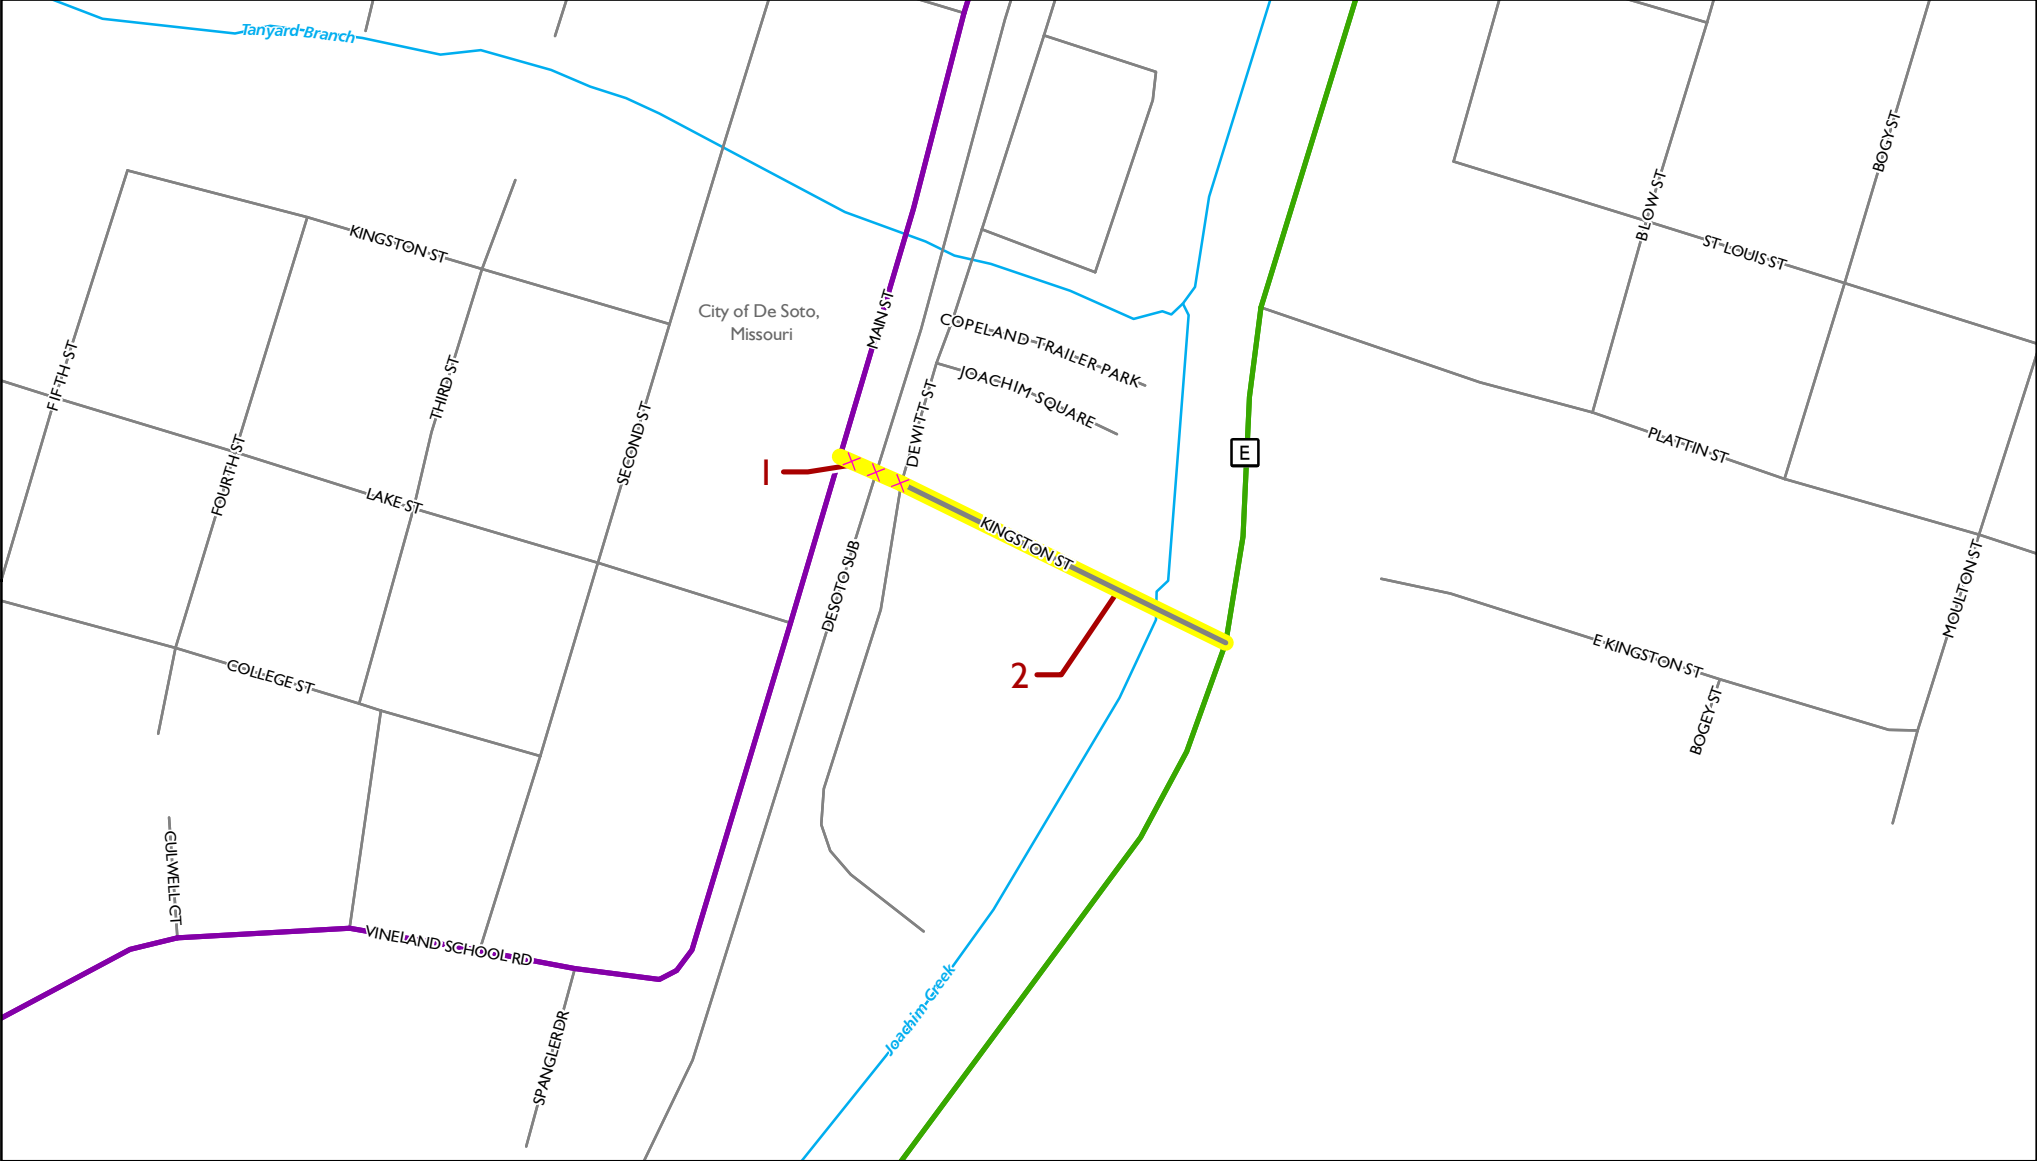 Tanyard Branch
BOGY ST
BLOW ST
KINGSTON ST
ST LOUIS ST
City of De Soto,
Missouri
MAIN ST
COPELAND TRAILER PARK
FIFTH ST
THIRD ST
JOACHIM SQUARE
DEWITT ST
SECOND ST
FOURTH ST
E
PLATTIN ST
1
LAKE ST
KINGSTON ST
DESOTO SUB
MOULTON ST
E KINGSTON ST
COLLEGE ST
2
BOGEY ST
CULWELL CT
VINELAND SCHOOL RD
Joachim Creek
SPANGLER DR